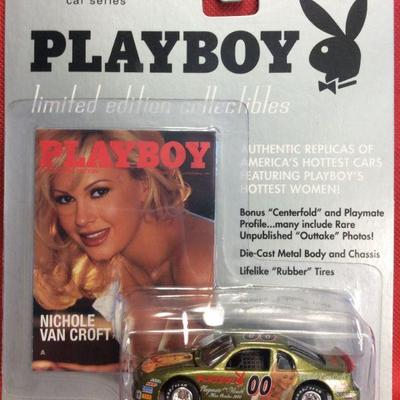 car series
PLAYBOY
limited edition collectibles
AUTHENTIC REPLICAS OF
AMERICA'S HOTTEST CARS
FEATURING PLAYBOY'S
HOTTEST WOMEN!
Bonus "Centerfold" and Playmate
Profile...many include Rare
Unpublished "Outtake" Photos!
Die-Cast Metal Body and Chassis
Lifelike "Rubber" Tires
PLAYBOY
NICHOLE
VAN CROFT
A
PLAYBOY
00